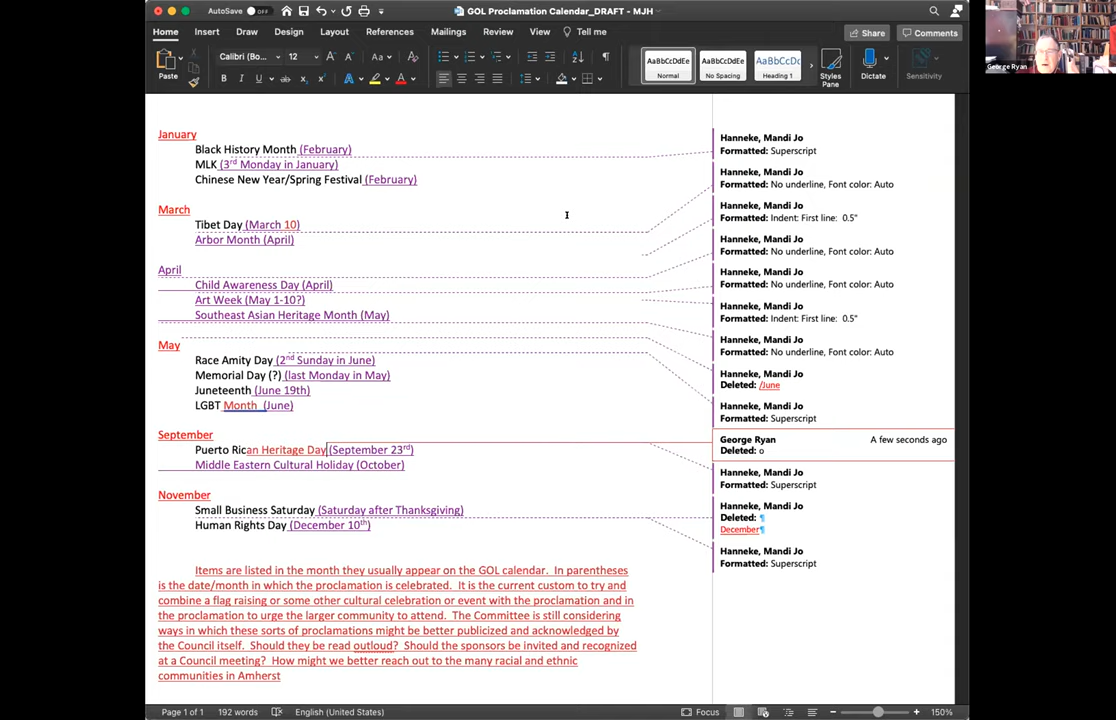 AutoSave OFF
GOL Proclamation Calendar_DRAFT - MJH
Home Insert Draw Design Layout References Mailings Review View Tell me
Share Comments
Paste
Calibri (Bo... 12
AaBbCcDdEe
Normal
AaBbCcDdEe
No Spacing
AaBbCcDc
Heading 1
Styles
Pane
Dictate
Sensitivity
George Ryan
January
Black History Month (February)
MLK (3rd Monday in January)
Chinese New Year/Spring Festival (February)
March
Tibet Day (March 10)
Arbor Month (April)
April
Child Awareness Day (April)
Art Week (May 1-10?)
Southeast Asian Heritage Month (May)
May
Race Amity Day (2nd Sunday in June)
Memorial Day (?) (last Monday in May)
Juneteenth (June 19th)
LGBT Month (June)
September
Puerto Rican Heritage Day (September 23rd)
Middle Eastern Cultural Holiday (October)
November
Small Business Saturday (Saturday after Thanksgiving)
Human Rights Day (December 10th)
Items are listed in the month they usually appear on the GOL calendar. In parentheses
is the date/month in which the proclamation is celebrated. It is the current custom to try and
combine a flag raising or some other cultural celebration or event with the proclamation and in
the proclamation to urge the larger community to attend. The Committee is still considering
ways in which these sorts of proclamations might be better publicized and acknowledged by
the Council itself. Should they be read outloud? Should the sponsors be invited and recognized
at a Council meeting? How might we better reach out to the many racial and ethnic
communities in Amherst
Hanneke, Mandi Jo
Formatted: Superscript
Hanneke, Mandi Jo
Formatted: No underline, Font color: Auto
Hanneke, Mandi Jo
Formatted: Indent: First line: 0.5"
Hanneke, Mandi Jo
Formatted: No underline, Font color: Auto
Hanneke, Mandi Jo
Formatted: No underline, Font color: Auto
Hanneke, Mandi Jo
Formatted: Indent: First line: 0.5"
Hanneke, Mandi Jo
Formatted: No underline, Font color: Auto
Hanneke, Mandi Jo
Deleted: /June
Hanneke, Mandi Jo
Formatted: Superscript
George Ryan A few seconds ago
Deleted: o
Hanneke, Mandi Jo
Formatted: Superscript
Hanneke, Mandi Jo
Deleted: ¶
December¶
Hanneke, Mandi Jo
Formatted: Superscript
Page 1 of 1 192 words English (United States) Focus 150%